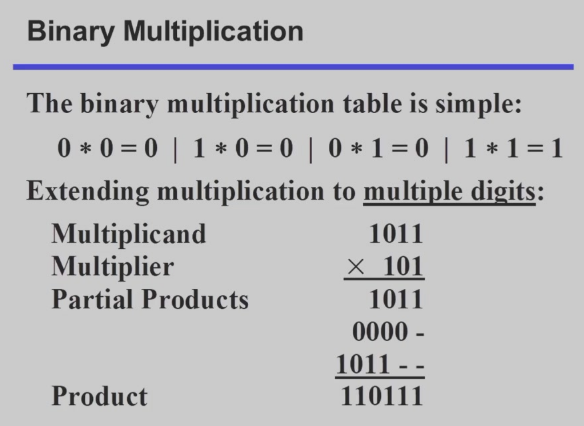 Binary Multiplication
The binary multiplication table is simple:
0 * 0 = 0 | 1 * 0 = 0 | 0 * 1 = 0 | 1 * 1 = 1
Extending multiplication to multiple digits:
Multiplicand 1011
Multiplier × 101
Partial Products 1011
0000 -
1011 - -
Product 110111